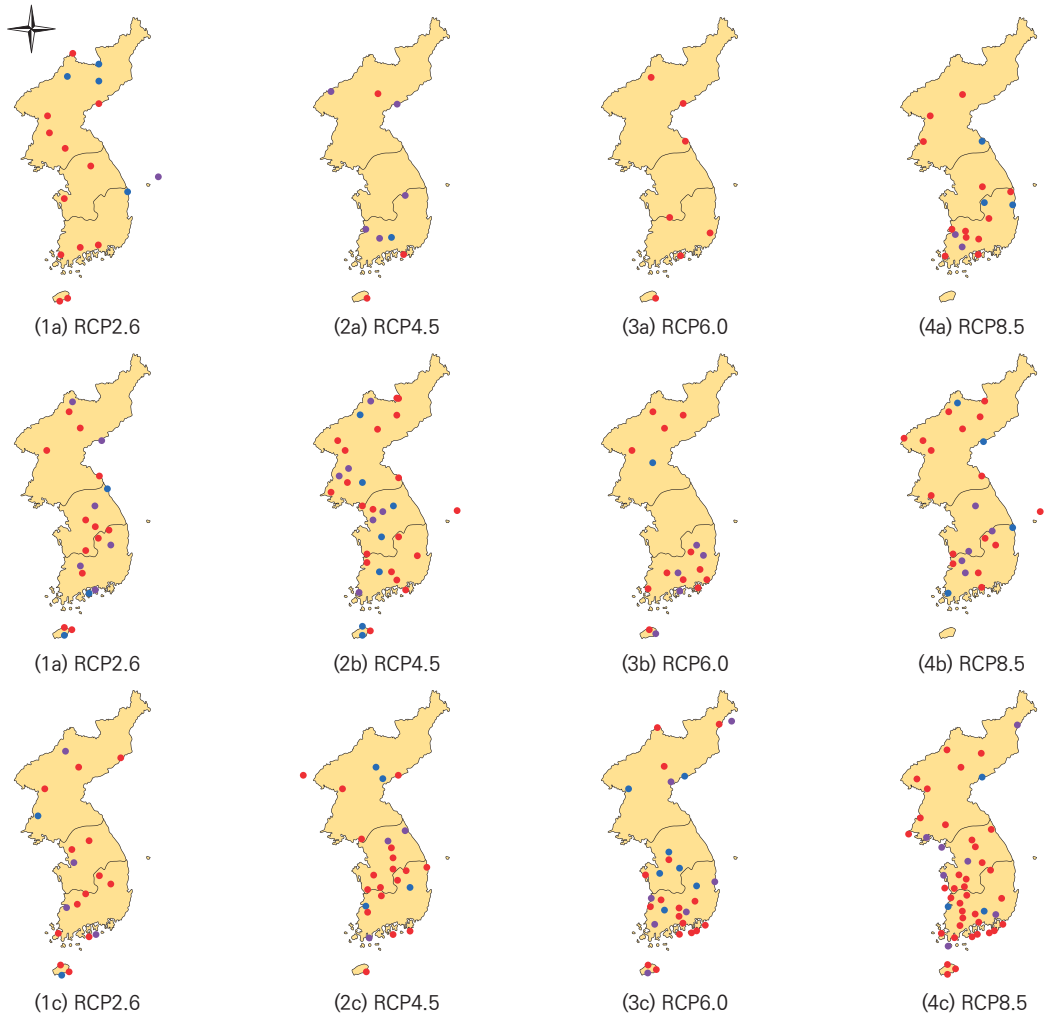 (1a) RCP2.6
(2a) RCP4.5
(3a) RCP6.0
(4a) RCP8.5
(1a) RCP2.6
(2b) RCP4.5
(3b) RCP6.0
(4b) RCP8.5
(1c) RCP2.6
(2c) RCP4.5
(3c) RCP6.0
(4c) RCP8.5